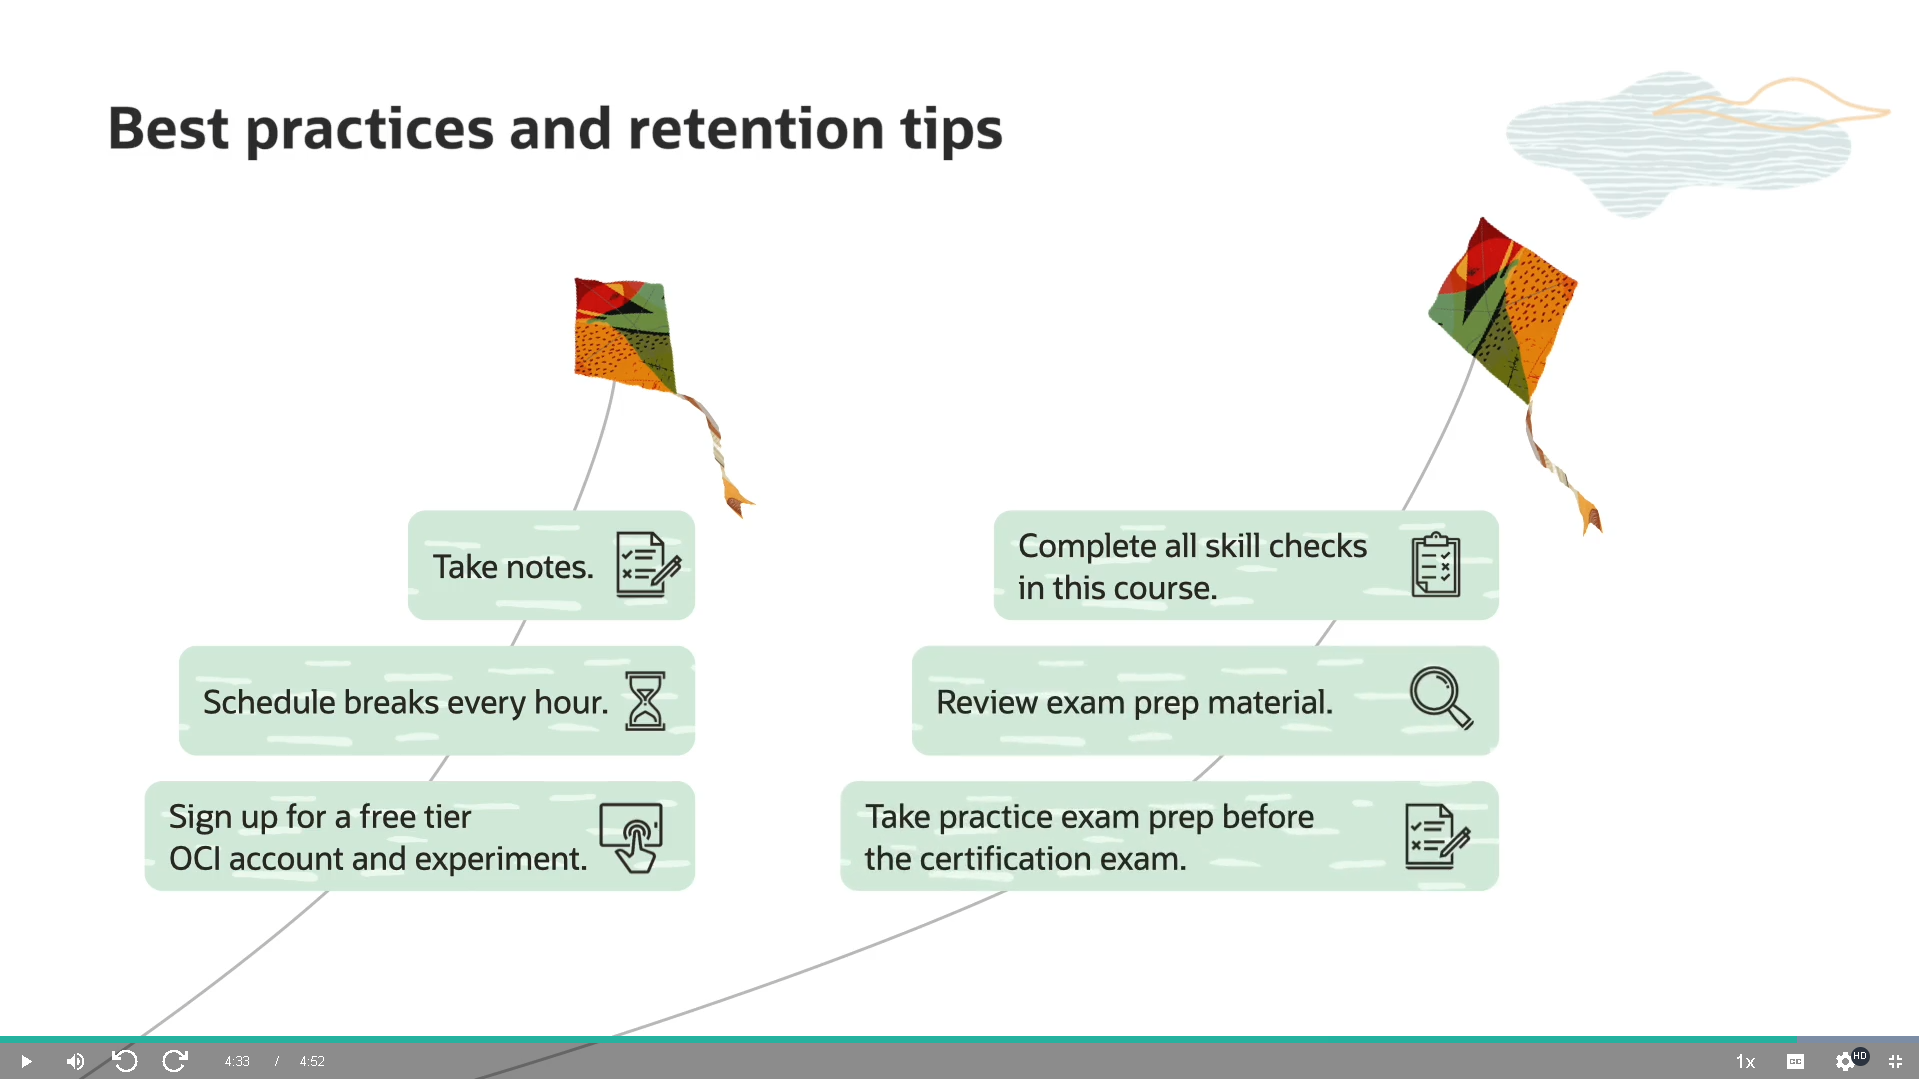 Best practices and retention tips
Take notes.
Schedule breaks every hour.
Sign up for a free tier
OCI account and experiment.
Complete all skill checks
in this course.
Review exam prep material.
Take practice exam prep before
the certification exam.
4:33 / 4:52
1x
CC
HD